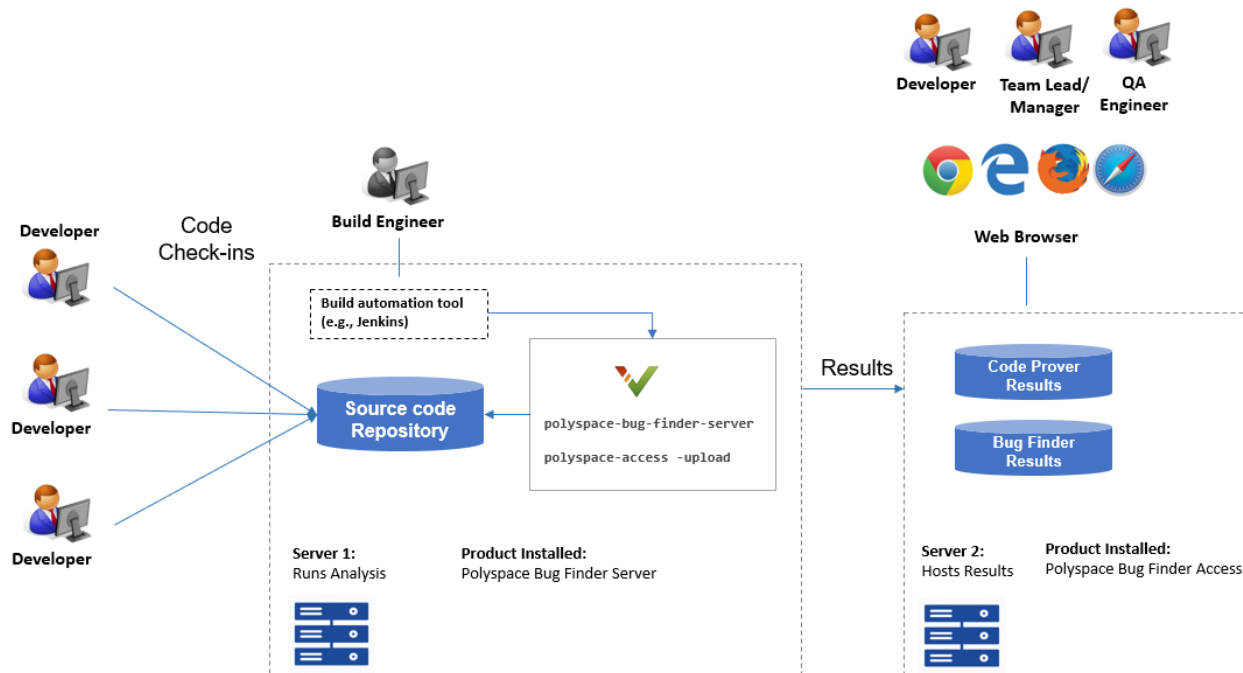 Developer
Team Lead/
Manager
QA
Engineer
Web Browser
Build Engineer
Code
Check-ins
Developer
Developer
Developer
Build automation tool
(e.g., Jenkins)
Source code
Repository
polyspace-bug-finder-server
polyspace-access -upload
Results
Code Prover
Results
Bug Finder
Results
Server 1:
Runs Analysis
Product Installed:
Polyspace Bug Finder Server
Server 2:
Hosts Results
Product Installed:
Polyspace Bug Finder Access